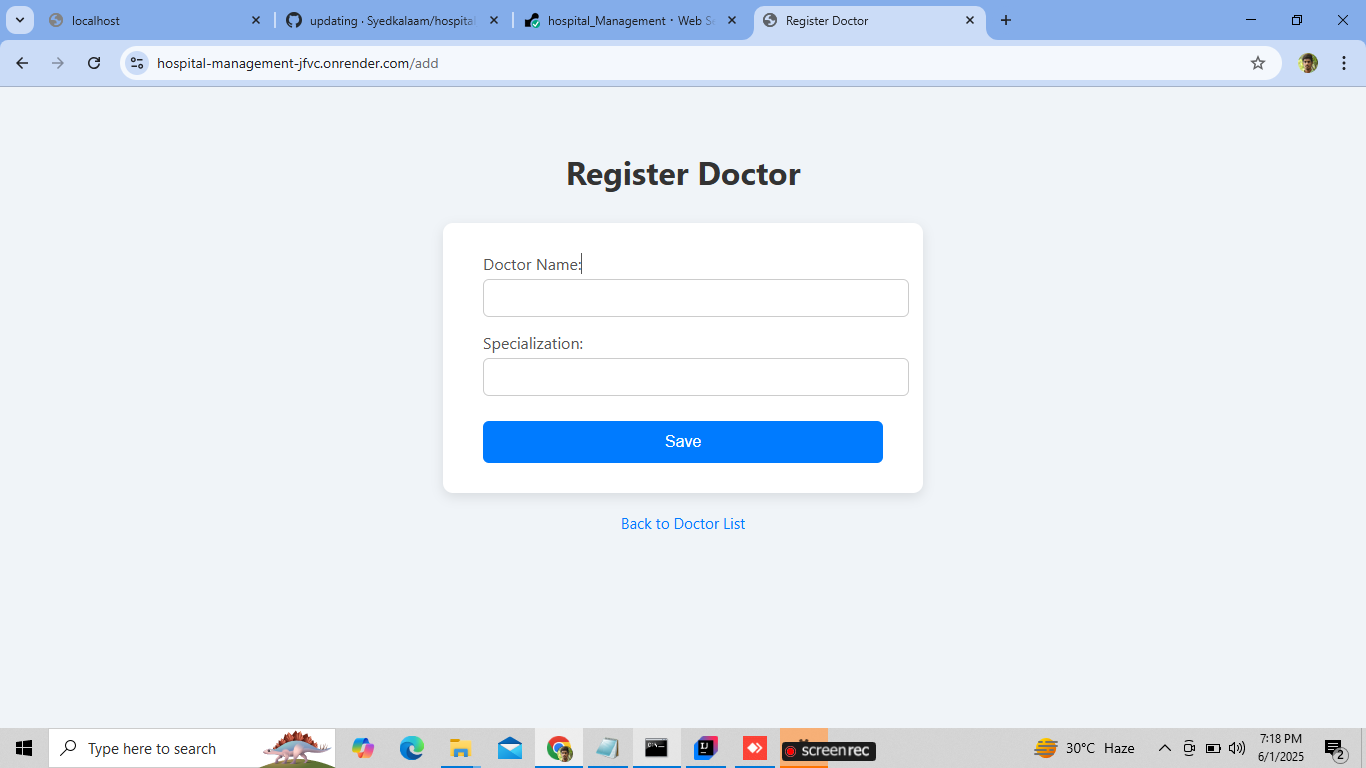 localhost
updating · Syedkalaam/hospital
hospital_Management · Web Se
Register Doctor
hospital-management-jfvc.onrender.com/add
Register Doctor
Doctor Name:
Specialization:
Save
Back to Doctor List
Type here to search
screenrec
30°C Haze
7:18 PM
6/1/2025
2